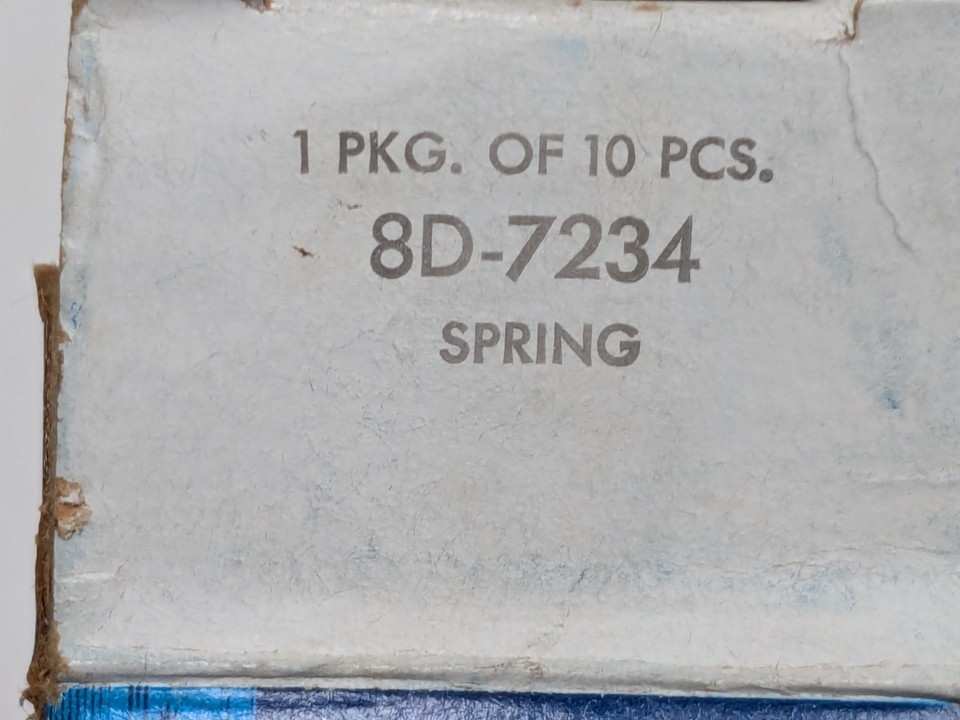 1 PKG. OF 10 PCS.
8D-7234
SPRING